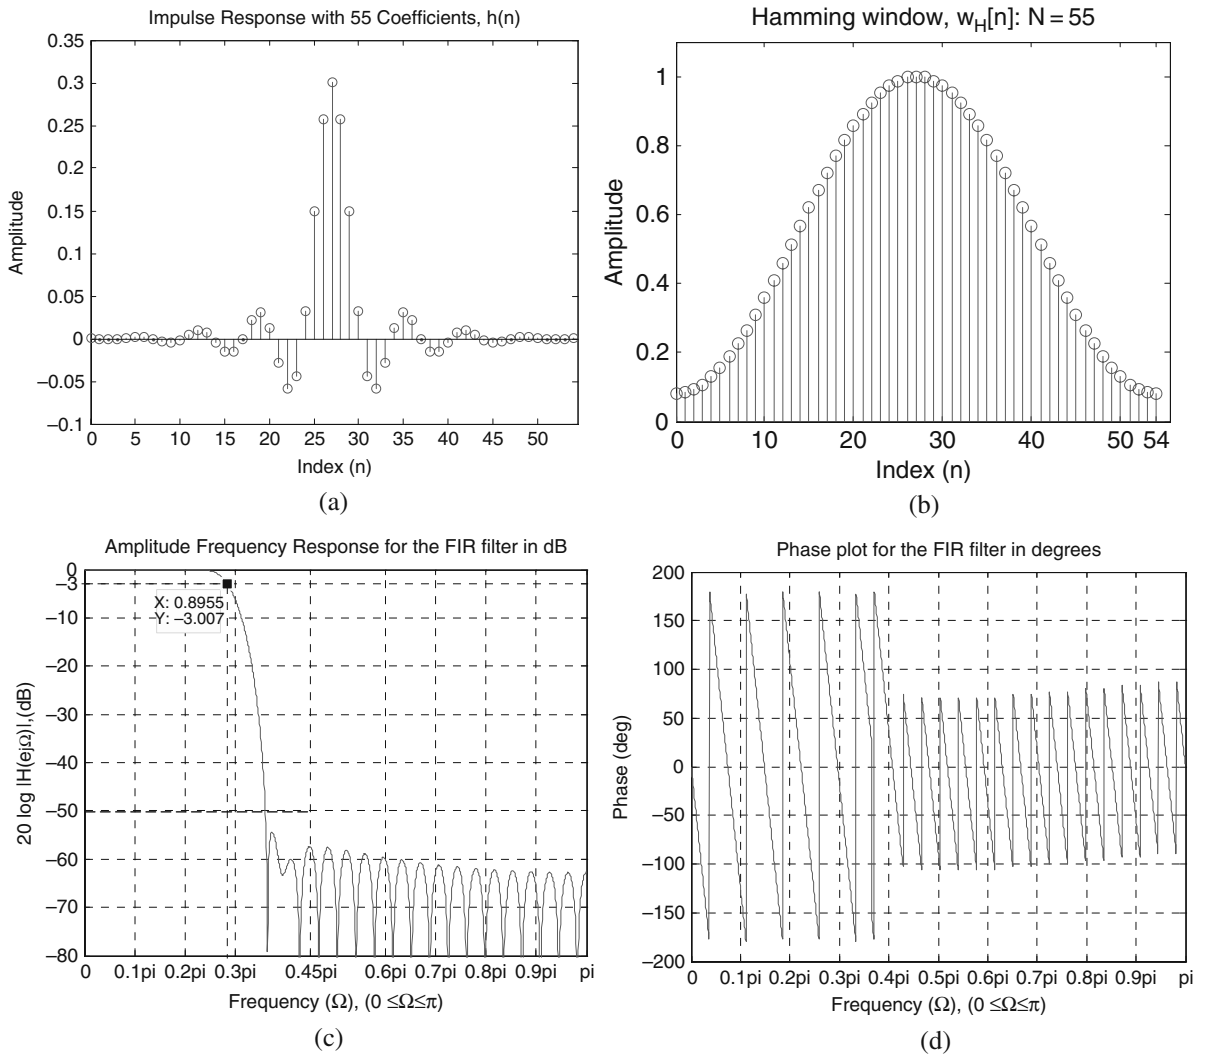 Impulse Response with 55 Coefficients, h(n)
0.35
0.3
0.25
0.2
0.15
0.1
0.05
0
−0.05
−0.1
Amplitude
0 5 10 15 20 25 30 35 40 45 50
Index (n)
(a)
Hamming window, w_H[n]: N = 55
1
0.8
0.6
0.4
0.2
0
Amplitude
0 10 20 30 40 50 54
Index (n)
(b)
Amplitude Frequency Response for the FIR filter in dB
0
−3
−10
−20
−30
−40
−50
−60
−70
−80
X: 0.8955
Y: −3.007
20 log |H(ejΩ)|,(dB)
0 0.1pi 0.2pi 0.3pi 0.45pi 0.6pi 0.7pi 0.8pi 0.9pi pi
Frequency (Ω), (0 ≤Ω≤π)
(c)
Phase plot for the FIR filter in degrees
200
150
100
50
0
−50
−100
−150
−200
Phase (deg)
0 0.1pi 0.2pi 0.3pi 0.4pi 0.5pi 0.6pi 0.7pi 0.8pi 0.9pi pi
Frequency (Ω), (0 ≤Ω≤π)
(d)